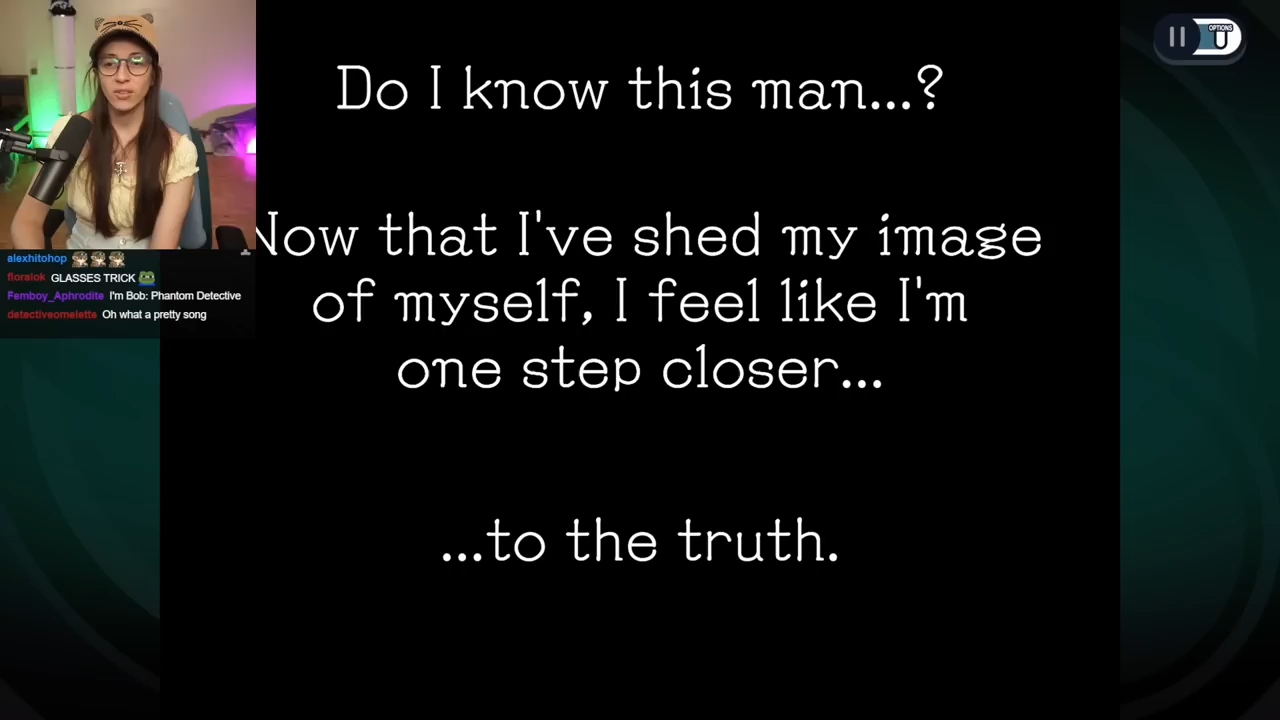 Do I know this man...?
Now that I've shed my image
of myself, I feel like I'm
one step closer...
...to the truth.
OPTIONS
alexhitohop
floralok GLASSES TRICK
Femboy_Aphrodite I'm Bob: Phantom Detective
detectiveomelette Oh what a pretty song